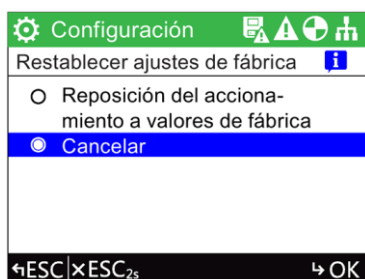 Configuración
Restablecer ajustes de fábrica
Reposición del acciona-
miento a valores de fábrica
Cancelar
ESC ESC2s OK